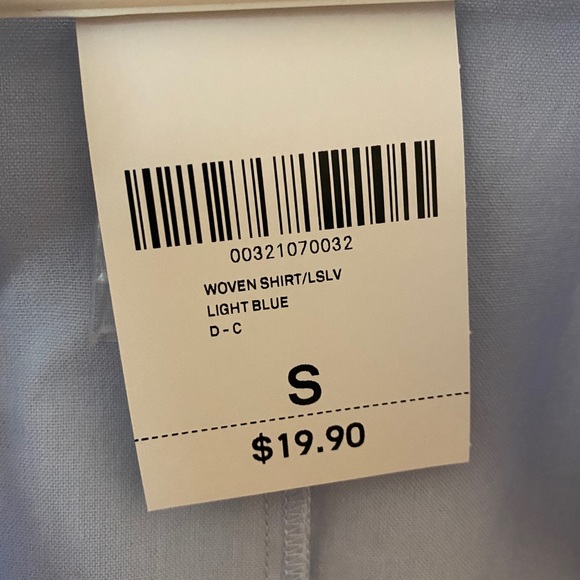 00321070032
WOVEN SHIRT/LSLV
LIGHT BLUE
D - C
S
$19.90